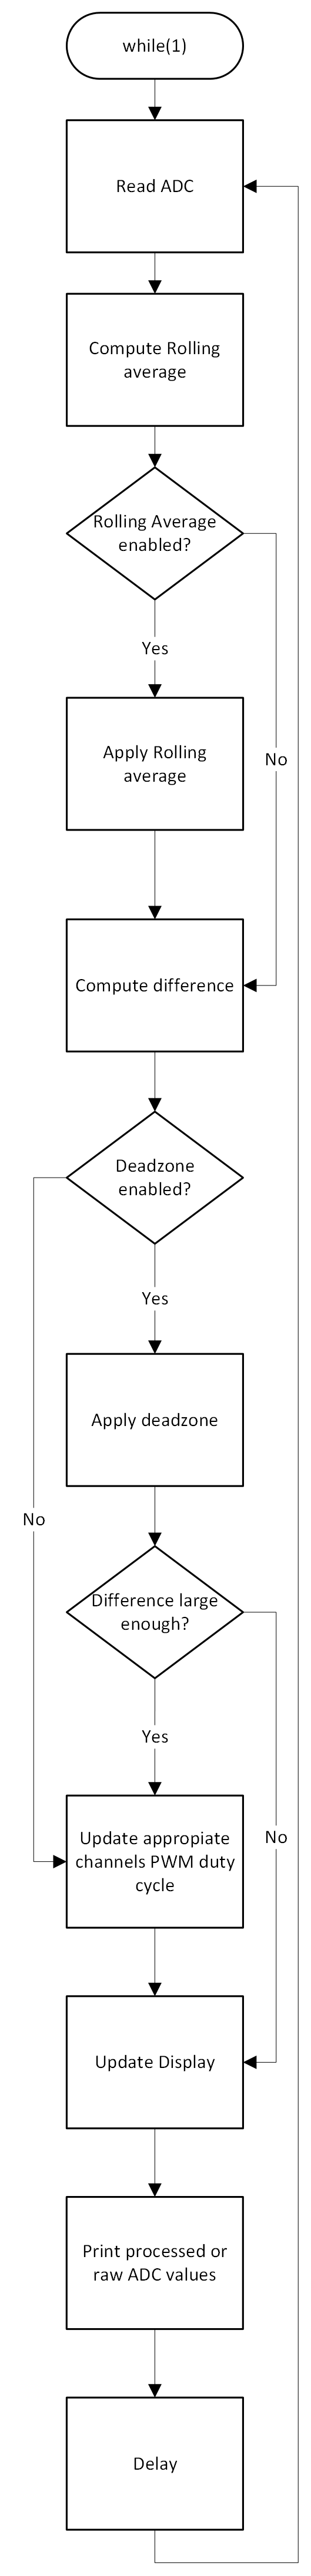 while(1)
Read ADC
Compute Rolling
average
Rolling Average
enabled?
Yes
Apply Rolling
average
No
Compute difference
Deadzone
enabled?
Yes
Apply deadzone
No
Difference large
enough?
Yes
Update appropiate
channels PWM duty
cycle
No
Update Display
Print processed or
raw ADC values
Delay